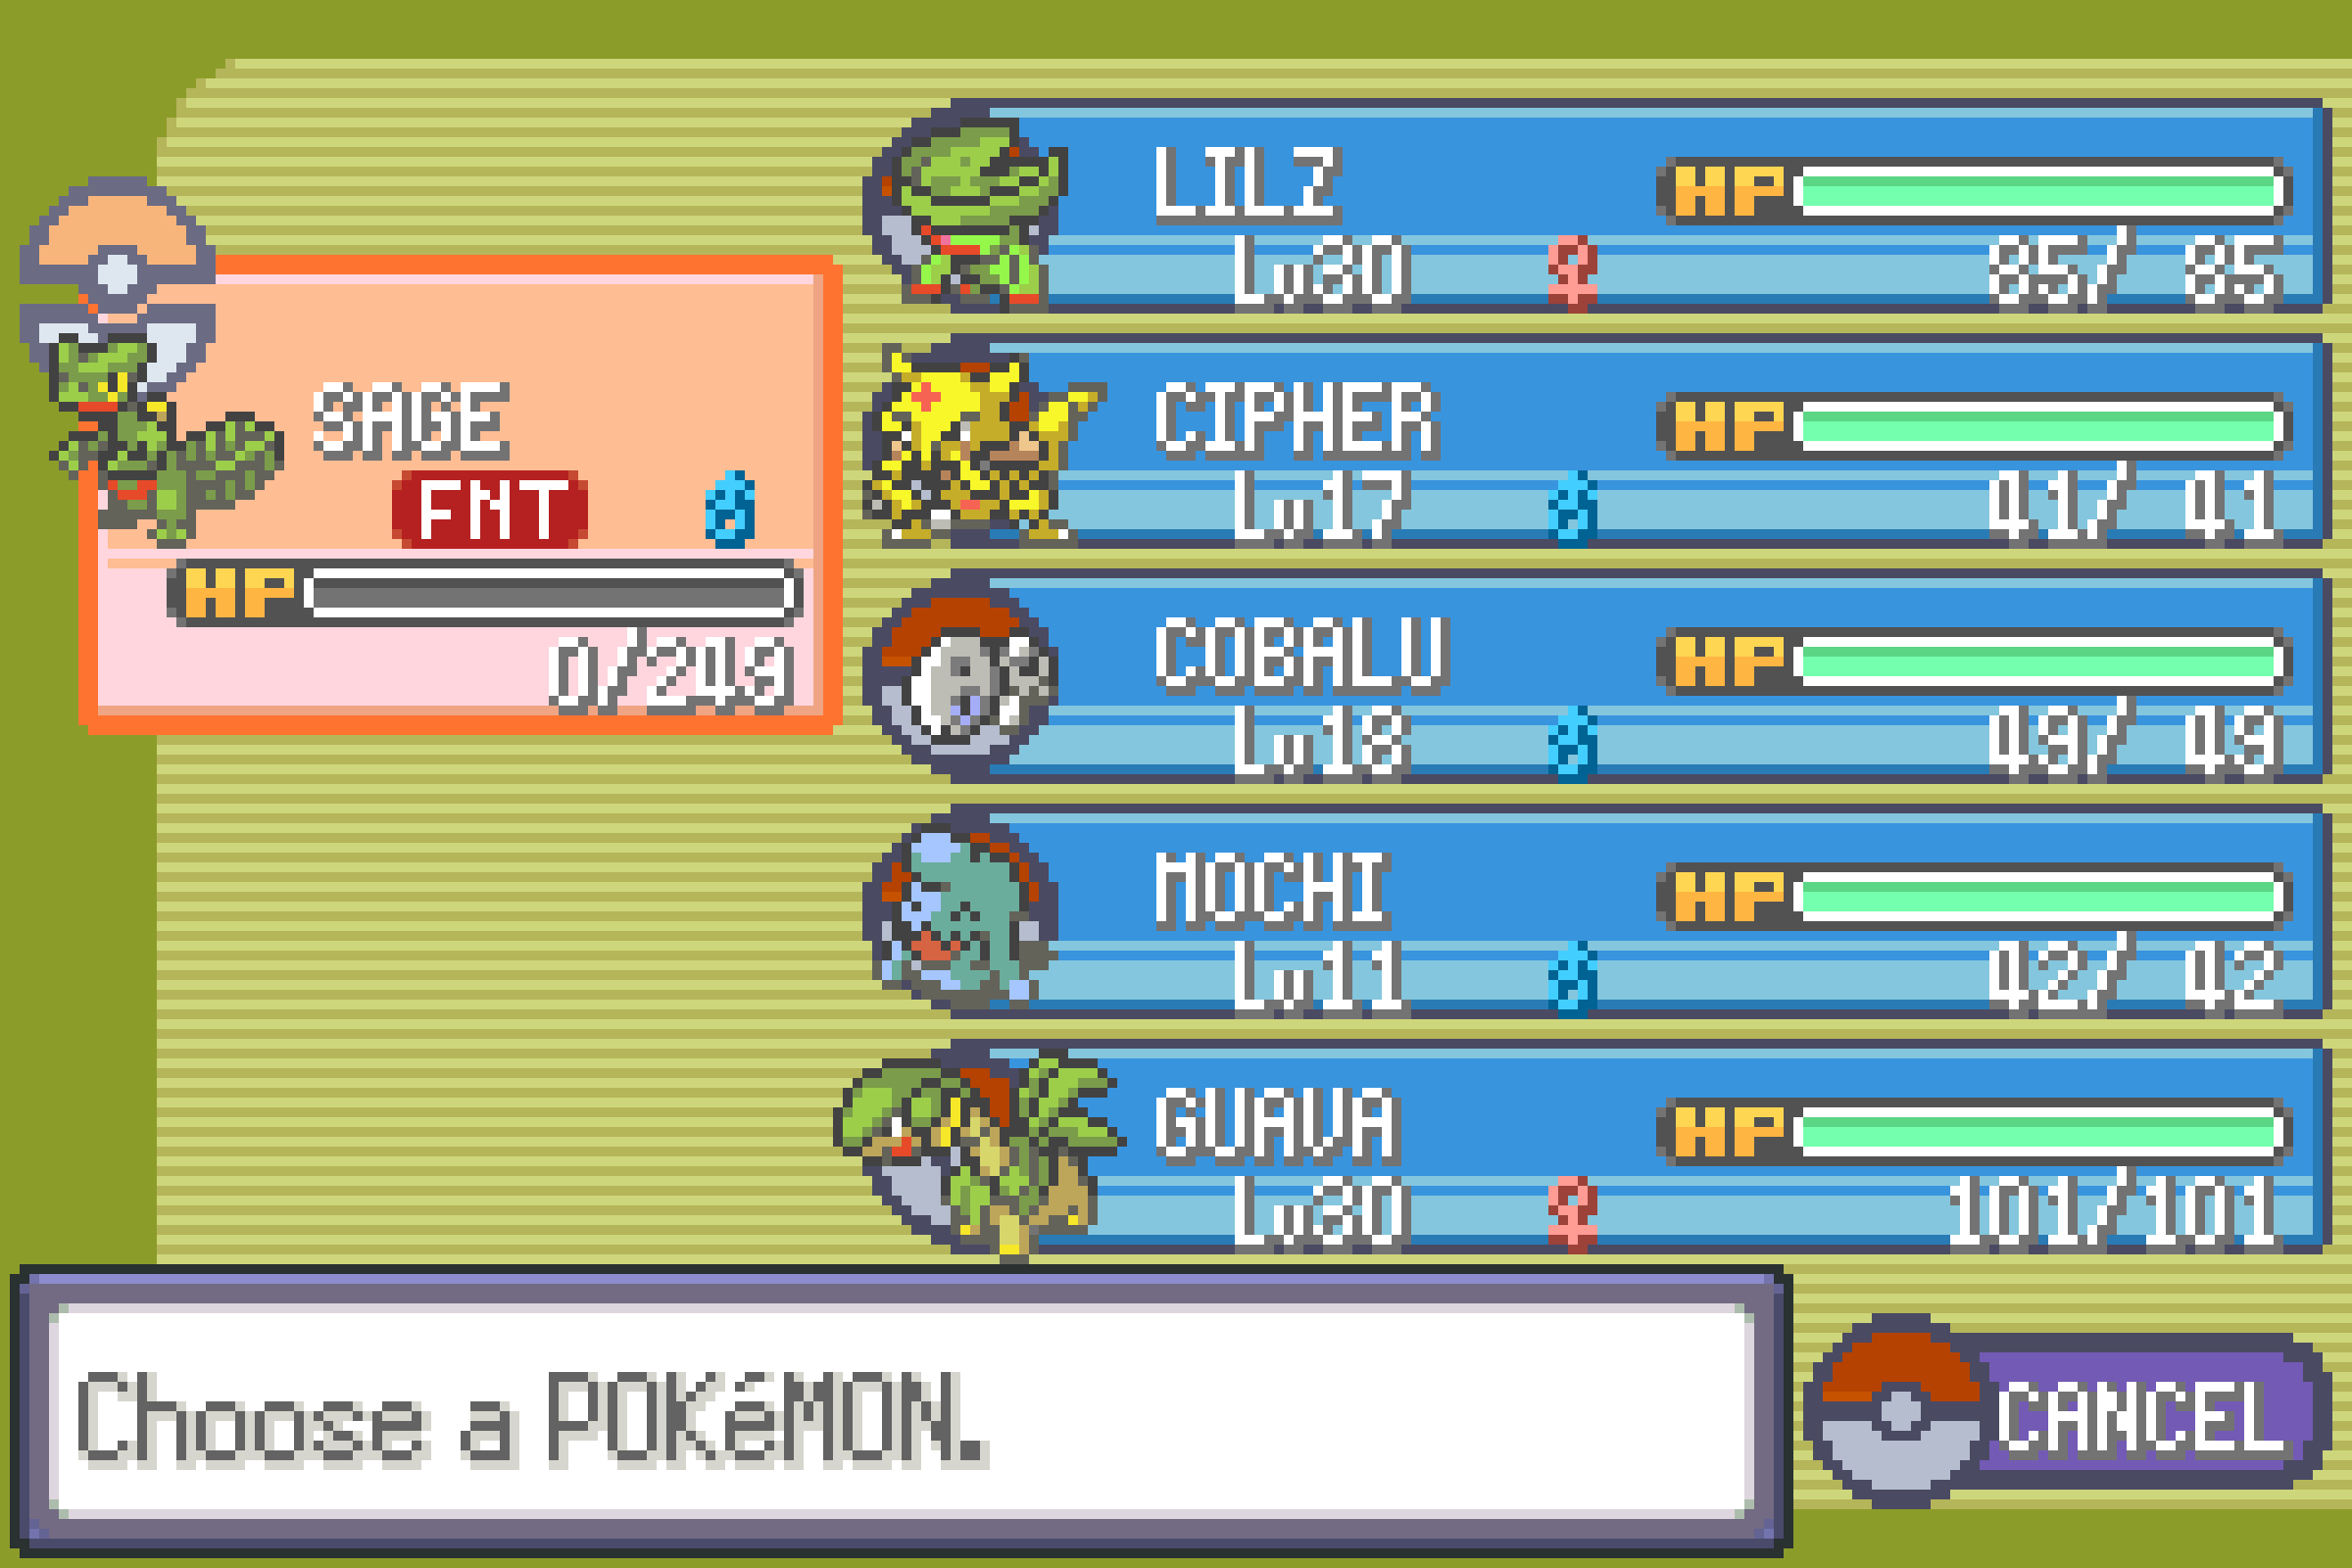 SAGE
FNT ♂
HP
0/249
LILZ
HP
Lv30 ♀ 85/ 85
CIPHER
HP
Lv17 ♂ 41/ 41
COBALU
HP
Lv18 ♂ 49/ 49
MOCHI
HP
Lv11 ♂ 42/ 42
GUAVA
HP
Lv30 ♀ 101/101
Choose a POKéMON.
CANCEL